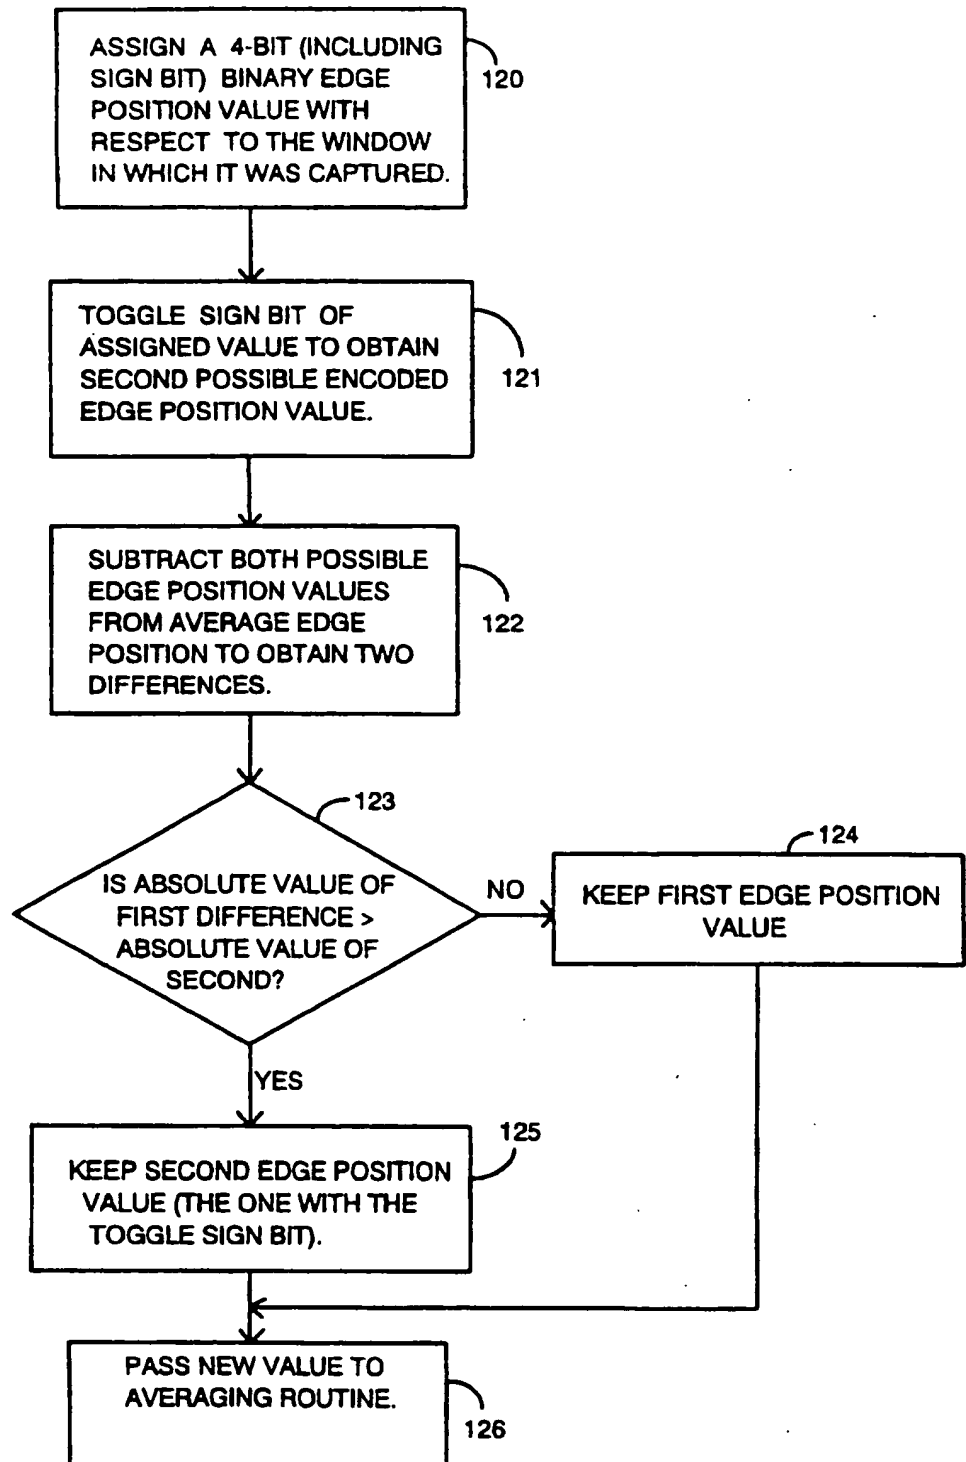 ASSIGN A 4-BIT (INCLUDING
SIGN BIT) BINARY EDGE
POSITION VALUE WITH
RESPECT TO THE WINDOW
IN WHICH IT WAS CAPTURED.
120
TOGGLE SIGN BIT OF
ASSIGNED VALUE TO OBTAIN
SECOND POSSIBLE ENCODED
EDGE POSITION VALUE.
121
SUBTRACT BOTH POSSIBLE
EDGE POSITION VALUES
FROM AVERAGE EDGE
POSITION TO OBTAIN TWO
DIFFERENCES.
122
123
IS ABSOLUTE VALUE OF
FIRST DIFFERENCE >
ABSOLUTE VALUE OF
SECOND?
NO
124
KEEP FIRST EDGE POSITION
VALUE
YES
125
KEEP SECOND EDGE POSITION
VALUE (THE ONE WITH THE
TOGGLE SIGN BIT).
PASS NEW VALUE TO
AVERAGING ROUTINE.
126